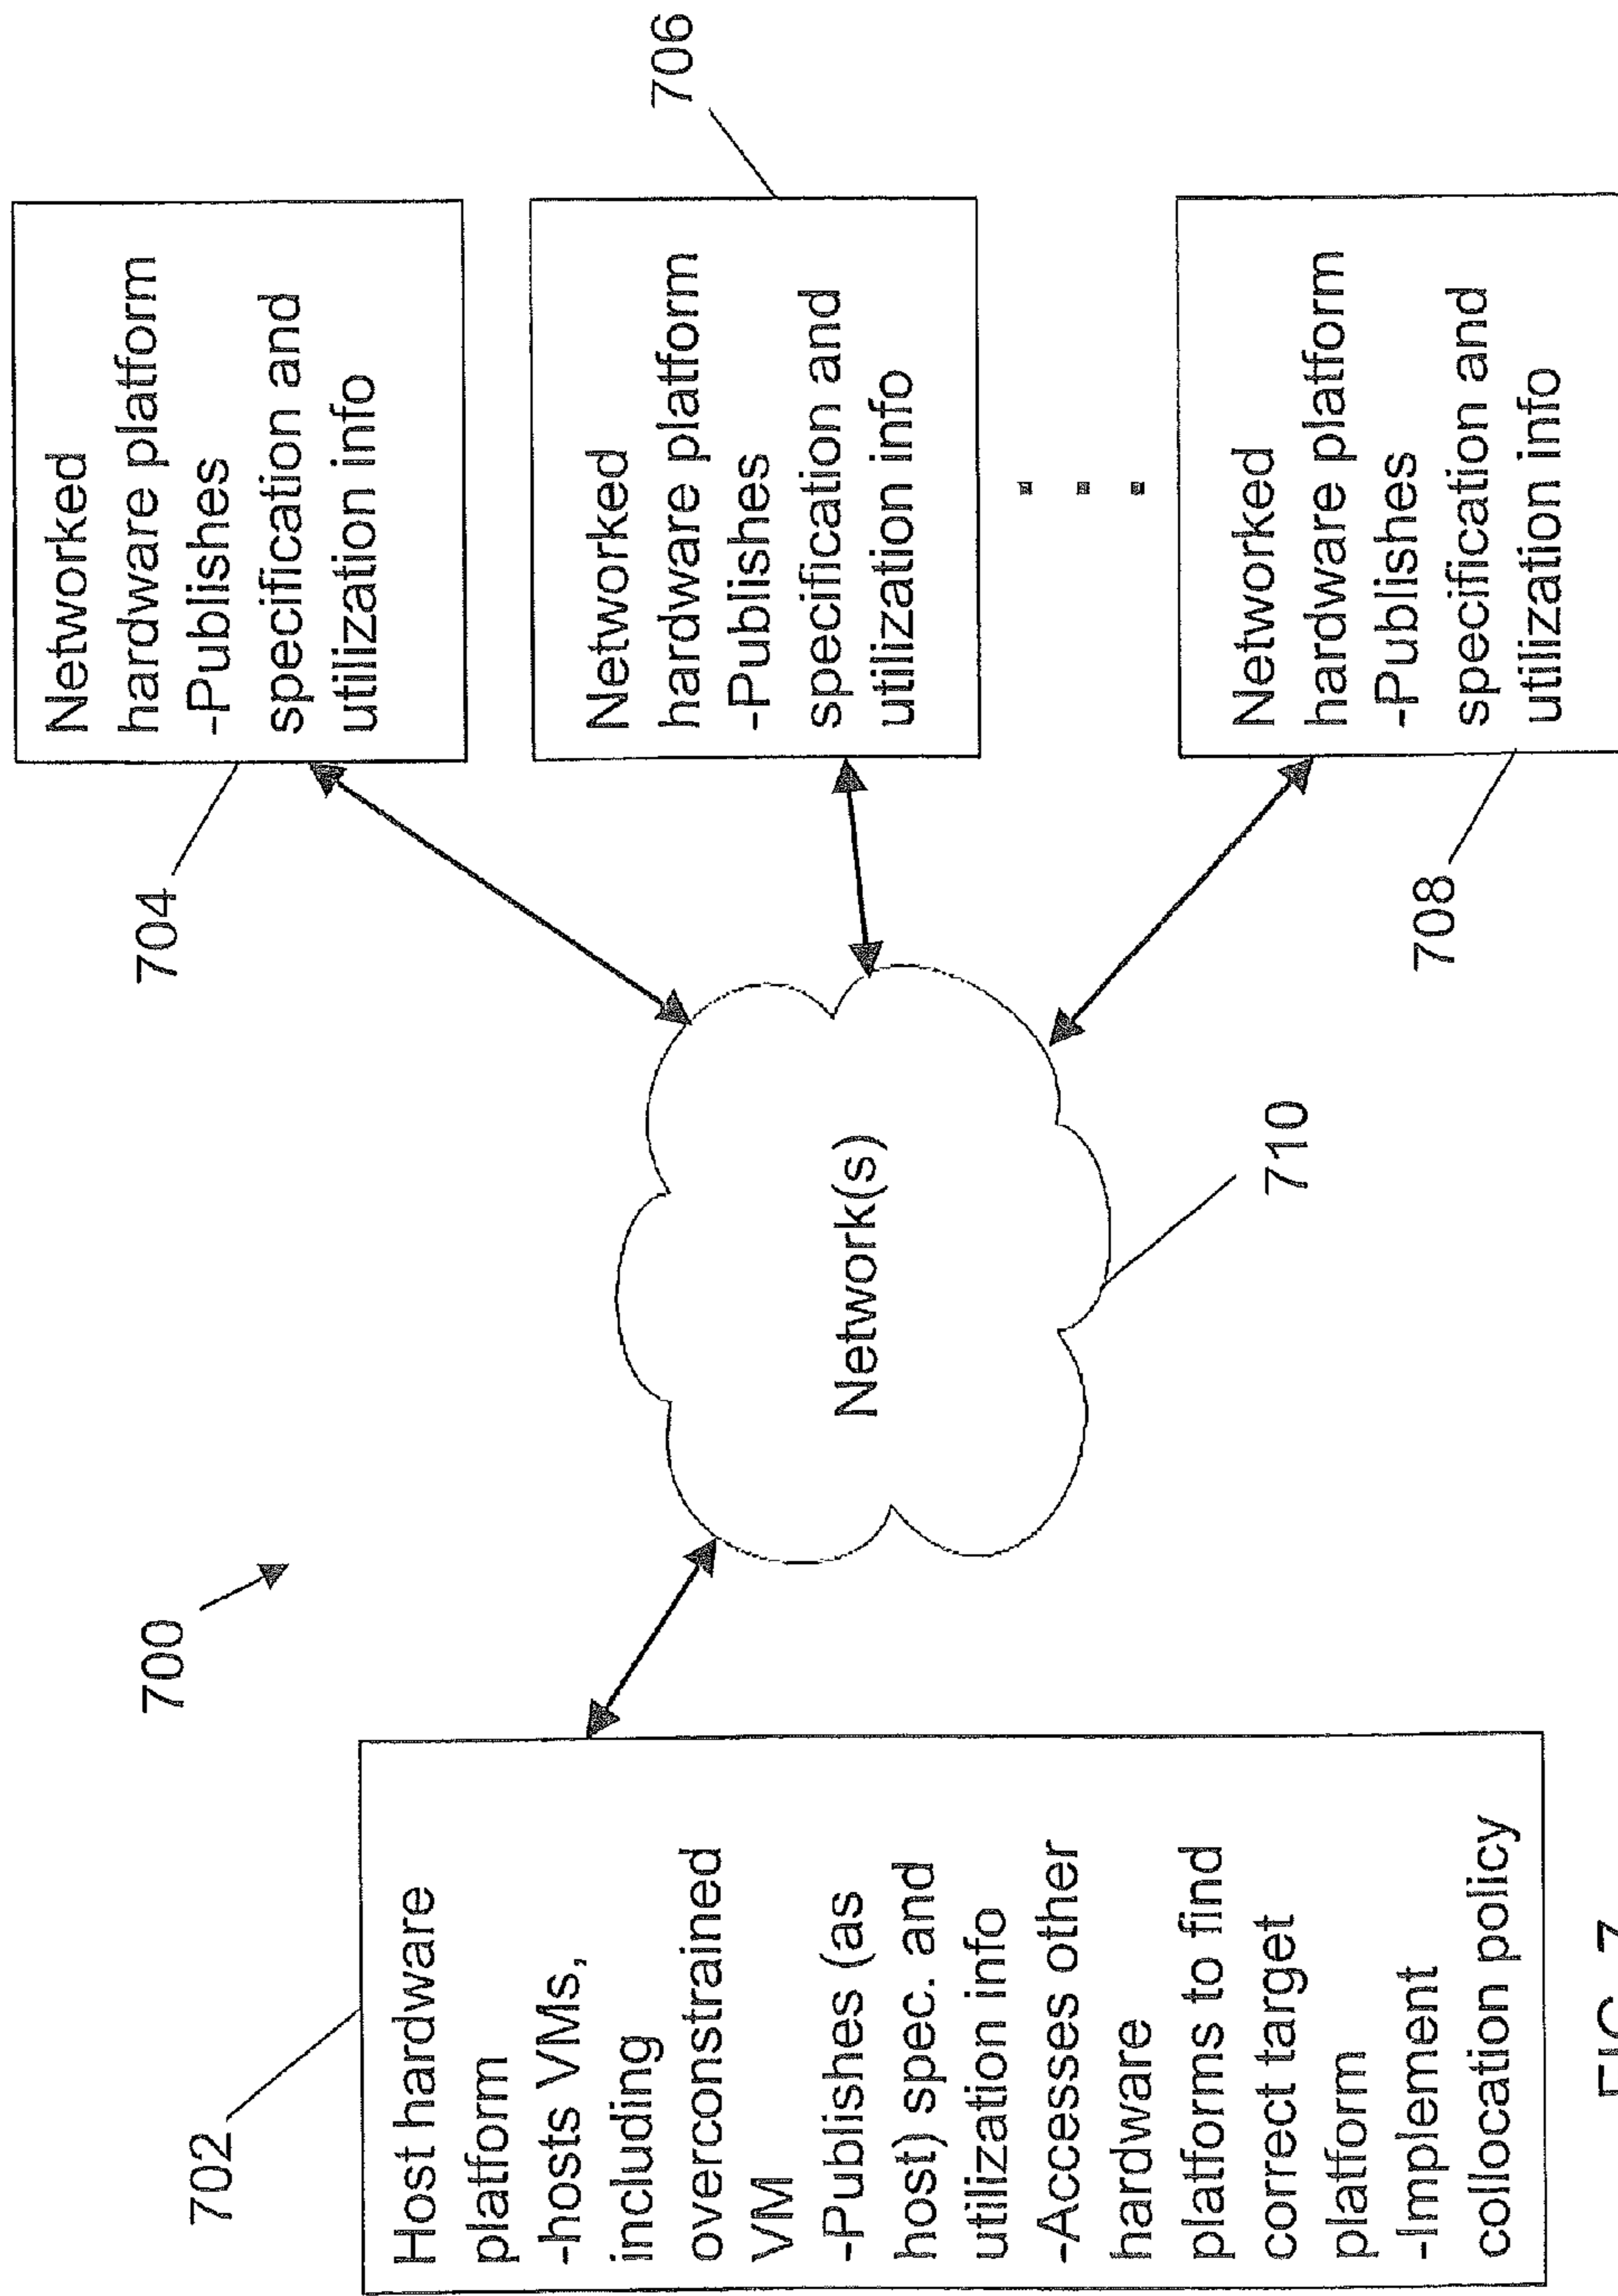 700
702
Host hardware
platform
-hosts VMs,
including
overconstrained
VM
-Publishes (as
host) spec. and
utilization info
-Accesses other
hardware
platforms to find
correct target
platform
-Implement
collocation policy
Network(s)
710
704
Networked
hardware platform
-Publishes
specification and
utilization info
706
Networked
hardware platform
-Publishes
specification and
utilization info
708
Networked
hardware platform
-Publishes
specification and
utilization info
FIG. 7